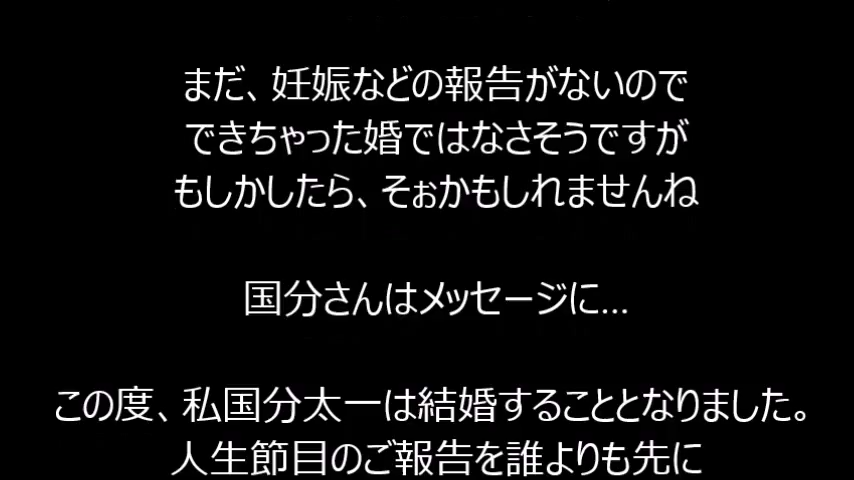 まだ、妊娠などの報告がないので
できちゃった婚ではなさそうですが
もしかしたら、そぉかもしれませんね
国分さんはメッセージに…
この度、私国分太一は結婚することとなりました。
人生節目のご報告を誰よりも先に